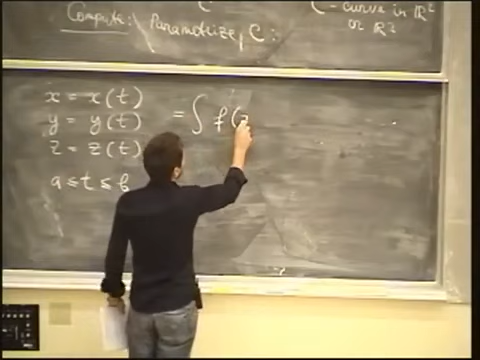 Compute: Parametrize C:
C - curve in ℝ²
or ℝ³
x = x(t)
y = y(t)
z = z(t)
a ≤ t ≤ b
= ∫ f(